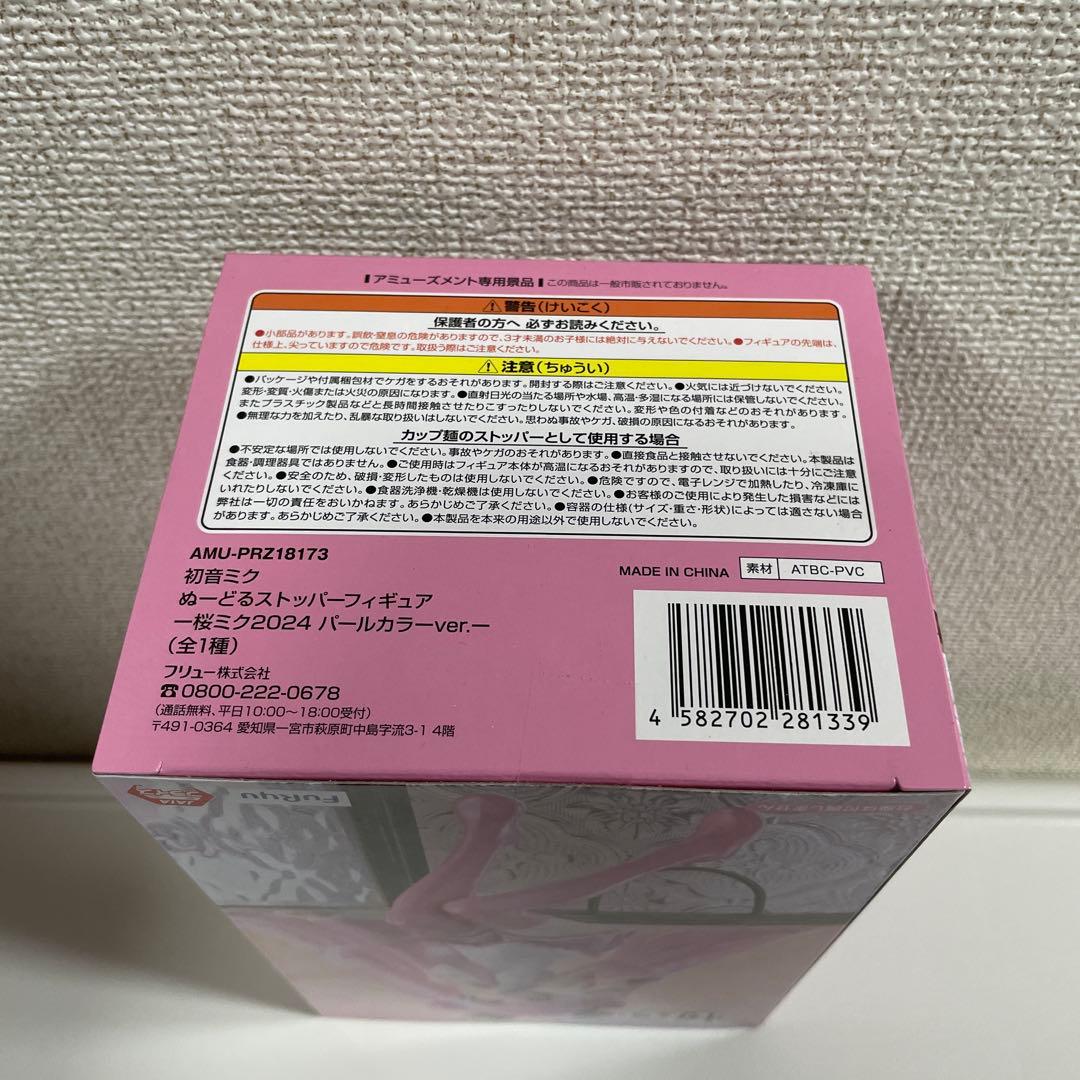 アミューズメント専用景品 この商品は一般市販されておりません。
⚠警告(けいこく)
保護者の方へ 必ずお読みください。
●小部品があります。誤飲・窒息の危険がありますので、3才未満のお子様には絶対に与えないでください。●フィギュアの先端は、
仕様上、尖っていますので危険です。取扱う際はご注意ください。
⚠注意(ちゅうい)
●パッケージや付属梱包材でケガをするおそれがあります。開封する際はご注意ください。●火気には近づけないでください。
変形・変質・火傷または火災の原因になります。●直射日光の当たる場所や水場、高温・多湿になる場所には保管しないでください。
またプラスチック製品などと長時間接触させたりこすったりしないでください。変形や色の付着などのおそれがあります。
●無理な力を加えたり、乱暴な取り扱いはしないでください。思わぬ事故やケガ、破損の原因になるおそれがあります。
カップ麺のストッパーとして使用する場合
●不安定な場所では使用しないでください。事故やケガのおそれがあります。●直接食品と接触させないでください。本製品は
食器・調理器具ではありません。●ご使用時はフィギュア本体が高温になるおそれがありますので、取り扱いには十分にご注意
ください。●安全のため、破損・変形したものは使用しないでください。●危険ですので、電子レンジで加熱したり、冷凍庫に
いれたりしないでください。●食器洗浄機・乾燥機は使用しないでください。●お客様のご使用により発生した損害などには
弊社は一切の責任をおいかねます。あらかじめご了承ください。●容器の仕様(サイズ・重さ・形状)によっては適さない場合
があります。あらかじめご了承ください。●本製品を本来の用途以外で使用しないでください。
AMU-PRZ18173
初音ミク
ぬーどるストッパーフィギュア
ー桜ミク2024 パールカラーver.ー
(全1種)
フリュー株式会社
☎0800-222-0678
(通話無料、平日10:00～18:00受付)
〒491-0364 愛知県一宮市萩原町中島字流3-1 4階
MADE IN CHINA 素材 ATBC-PVC
4 582702 281339
JAIA
FuRyu